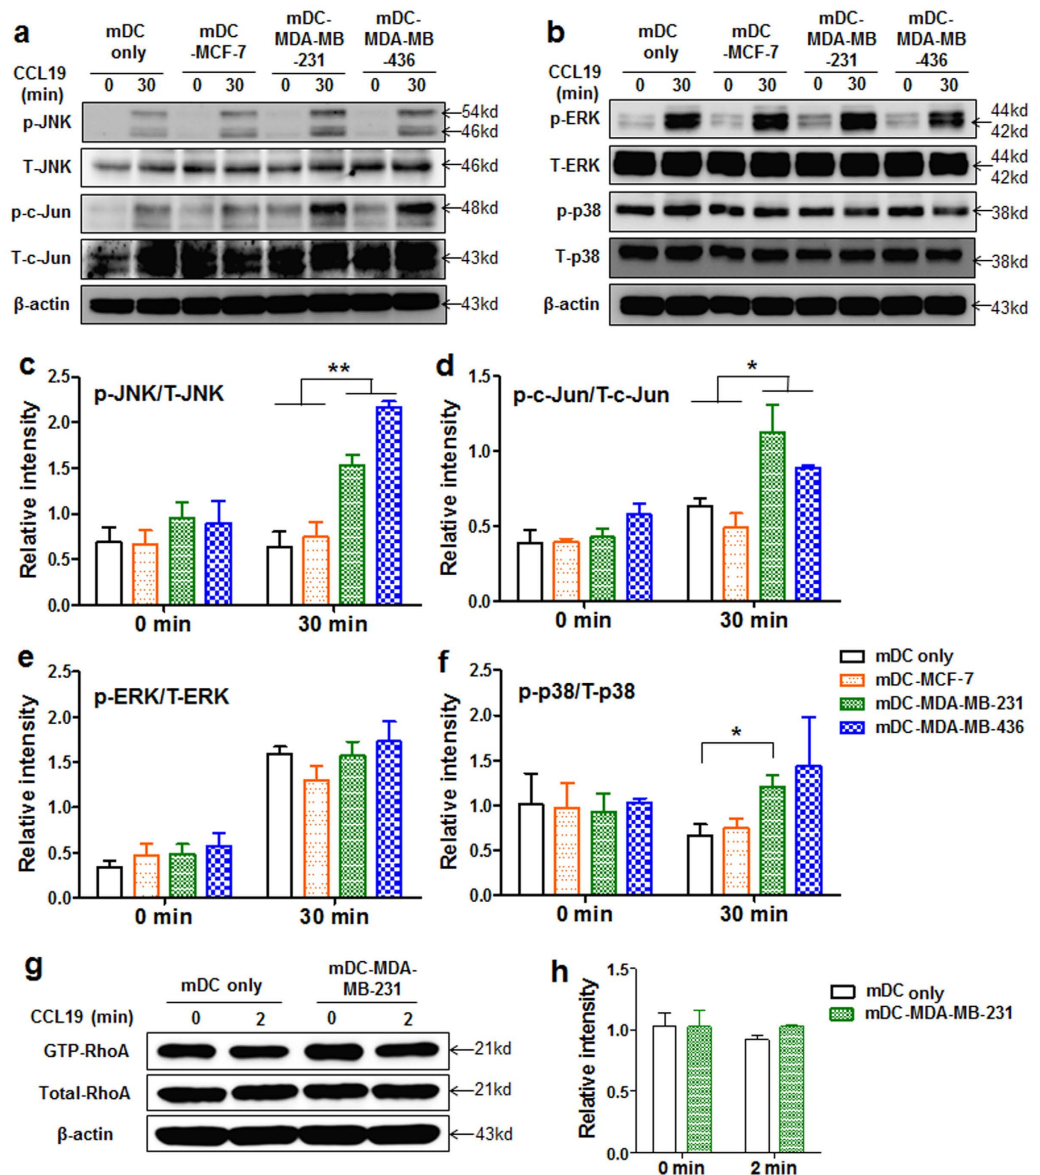 a
mDC only
mDC -MCF-7
mDC-MDA-MB -231
mDC-MDA-MB -436
CCL19 (min)
0 30 0 30 0 30 0 30
p-JNK
54kd
46kd
T-JNK
46kd
p-c-Jun
48kd
T-c-Jun
43kd
β-actin
43kd
b
mDC only
mDC -MCF-7
mDC-MDA-MB -231
mDC-MDA-MB -436
CCL19 (min)
0 30 0 30 0 30 0 30
p-ERK
44kd
42kd
T-ERK
44kd
42kd
p-p38
38kd
T-p38
38kd
β-actin
43kd
c
p-JNK/T-JNK
**
Relative intensity
2.5
2.0
1.5
1.0
0.5
0.0
0 min
30 min
d
p-c-Jun/T-c-Jun
*
Relative intensity
1.5
1.0
0.5
0.0
0 min
30 min
e
p-ERK/T-ERK
Relative intensity
2.5
2.0
1.5
1.0
0.5
0.0
0 min
30 min
f
p-p38/T-p38
*
Relative intensity
2.5
2.0
1.5
1.0
0.5
0.0
0 min
30 min
mDC only
mDC-MCF-7
mDC-MDA-MB-231
mDC-MDA-MB-436
g
mDC only
mDC-MDA-
MB-231
CCL19 (min)
0 2 0 2
GTP-RhoA
21kd
Total-RhoA
21kd
β-actin
43kd
h
Relative intensity
1.5
1.0
0.5
0.0
0 min
2 min
mDC only
mDC-MDA-MB-231